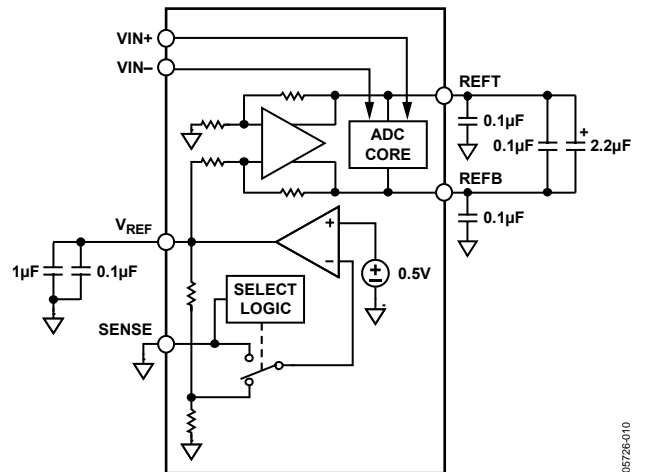 VIN+
VIN–
REFT
ADC
CORE
0.1µF
0.1µF
+
2.2µF
REFB
0.1µF
VREF
+
–
1µF
0.1µF
0.5V
SELECT
LOGIC
SENSE
05726-010